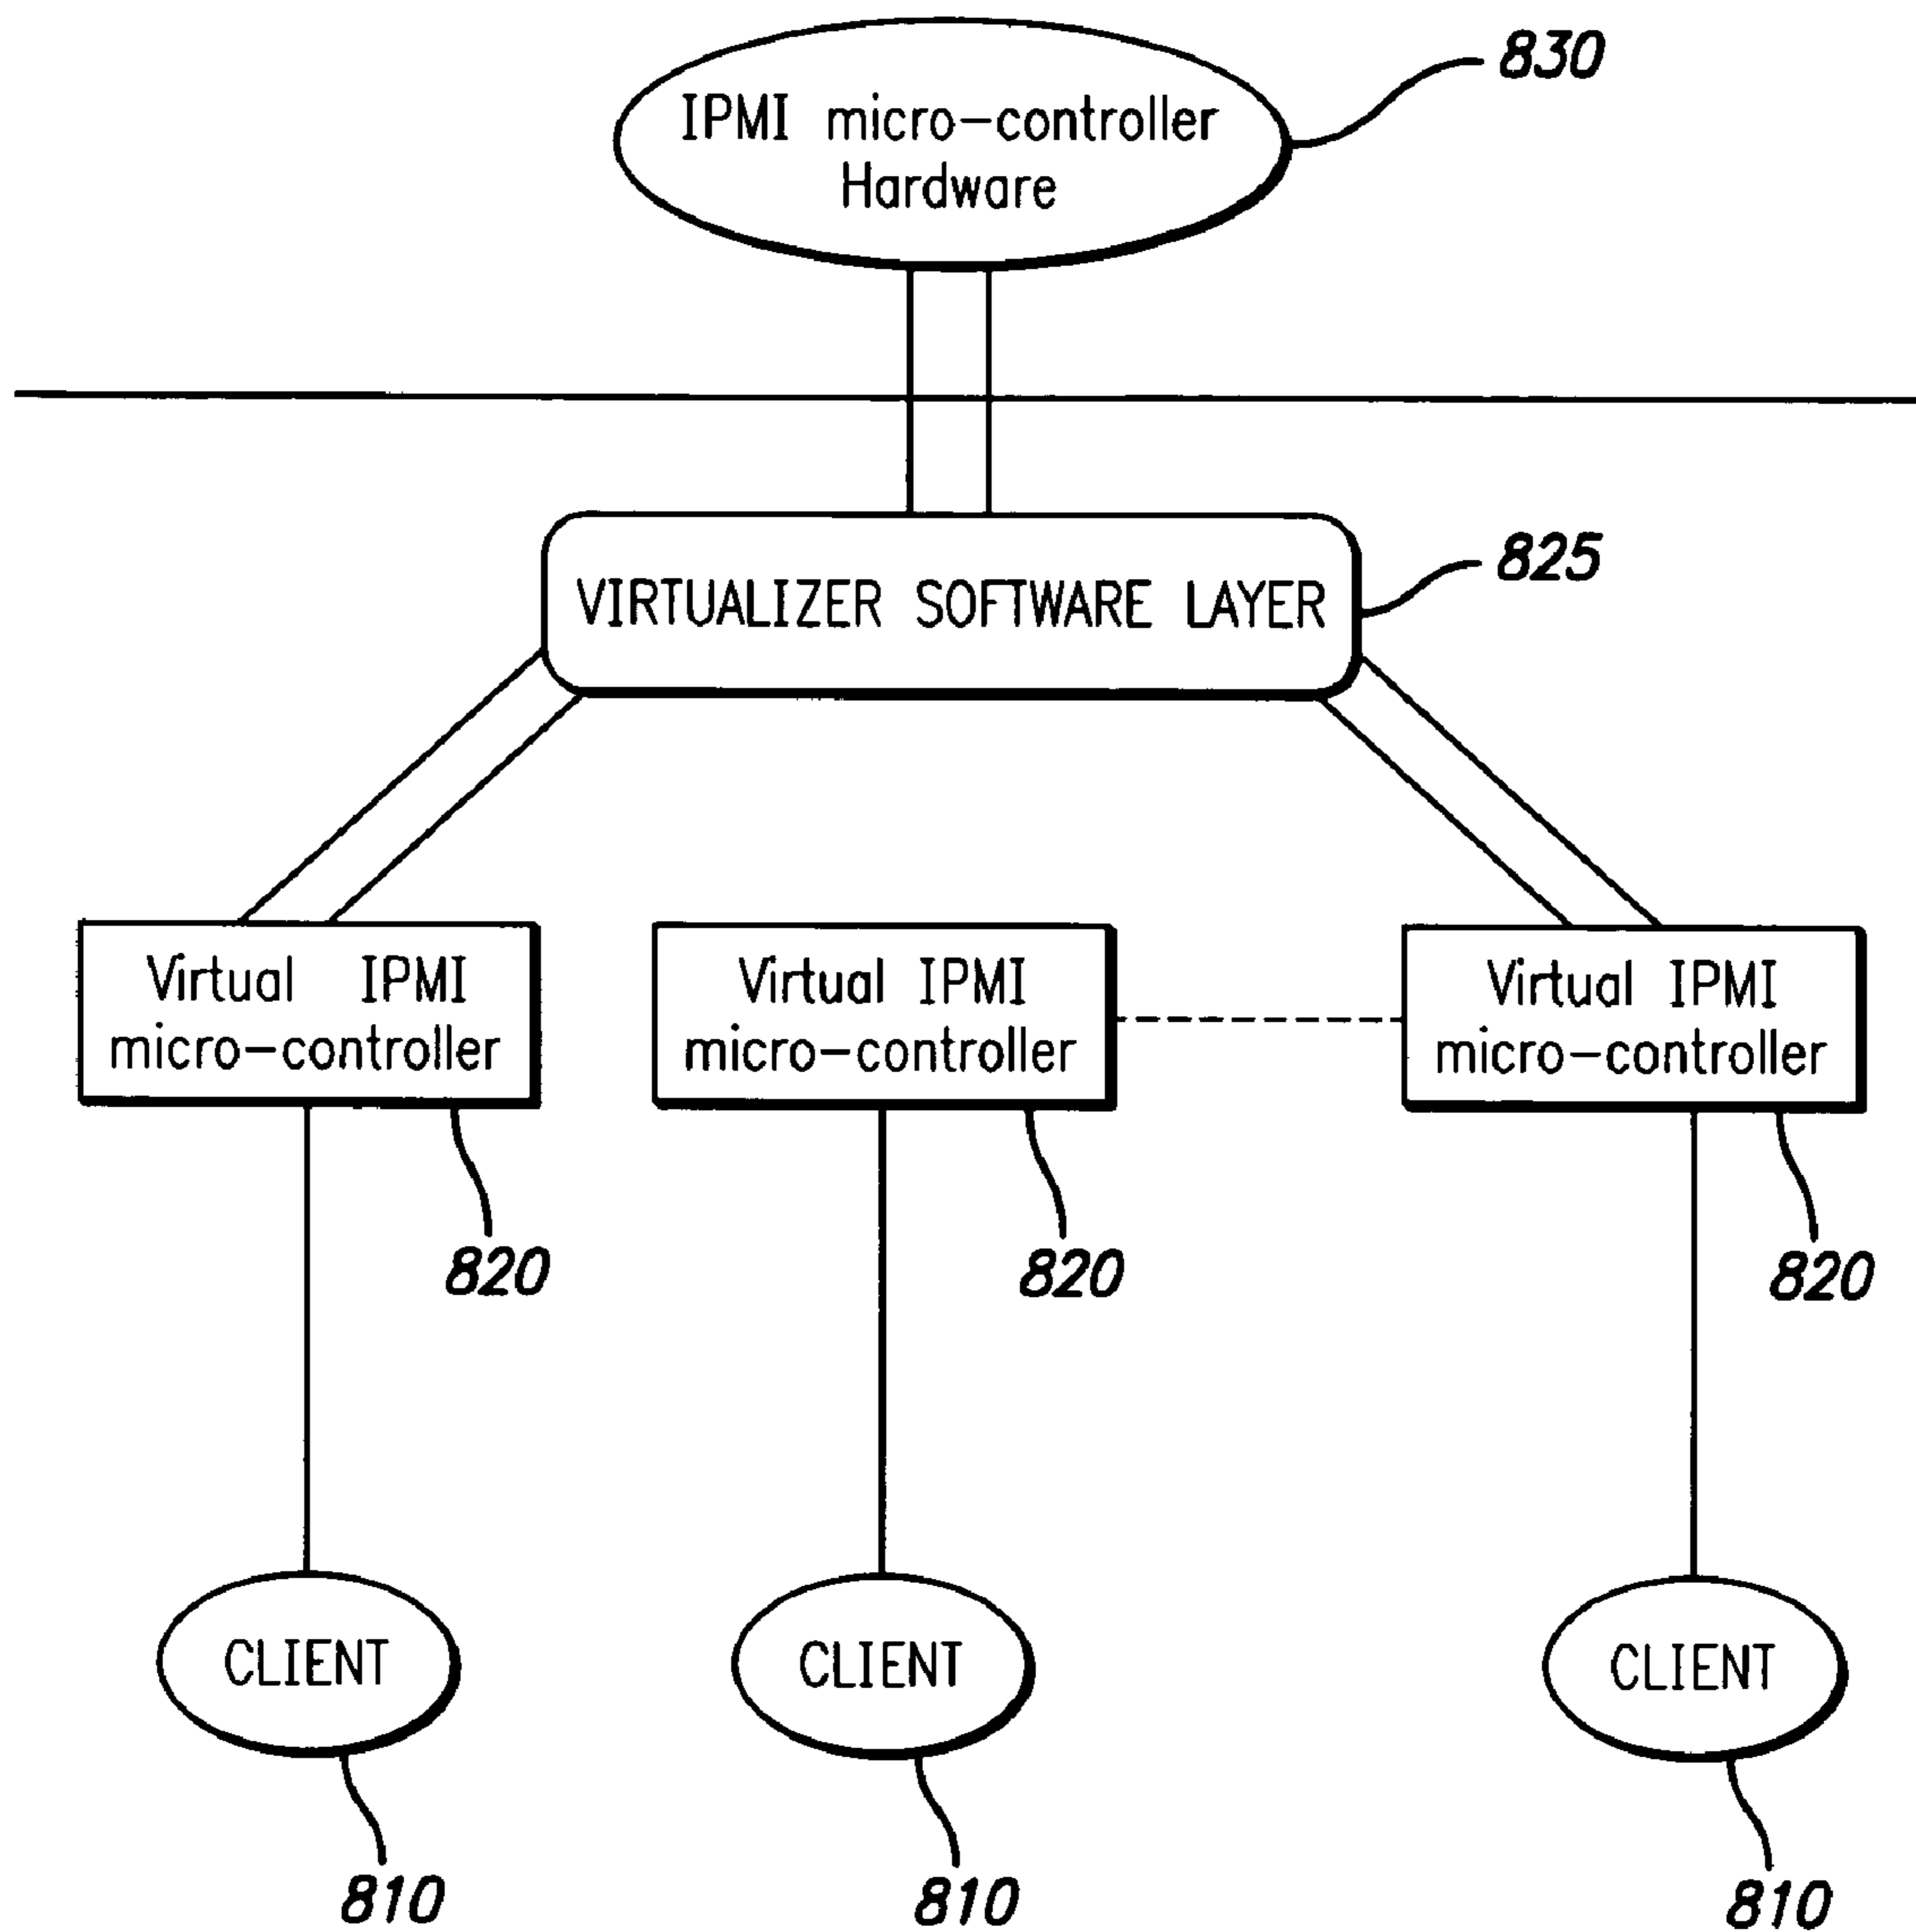 830
IPMI micro-controller
Hardware
825
VIRTUALIZER SOFTWARE LAYER
Virtual IPMI
micro-controller
Virtual IPMI
micro-controller
Virtual IPMI
micro-controller
820
820
820
CLIENT
CLIENT
CLIENT
810
810
810